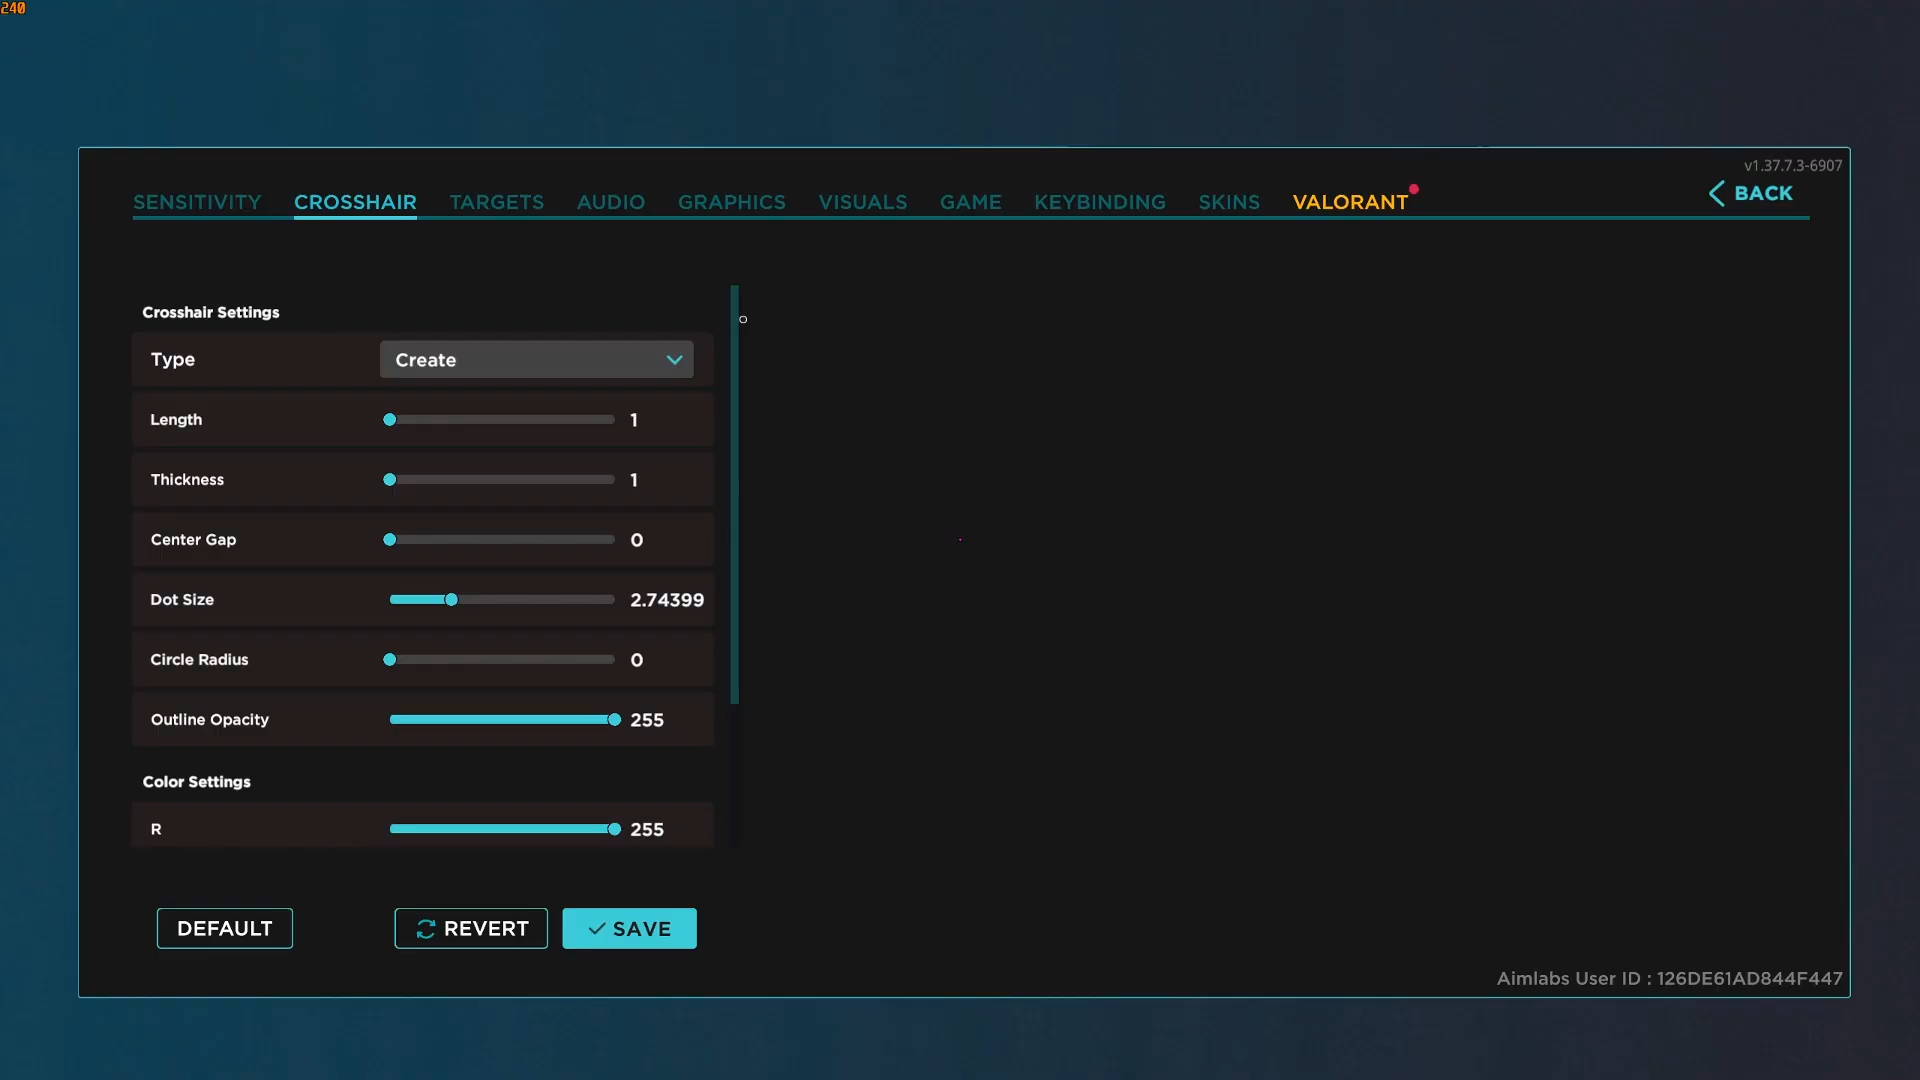 240
v1.37.7.3-6907
SENSITIVITY CROSSHAIR TARGETS AUDIO GRAPHICS VISUALS GAME KEYBINDING SKINS VALORANT BACK
Crosshair Settings
Type Create
Length 1
Thickness 1
Center Gap 0
Dot Size 2.74399
Circle Radius 0
Outline Opacity 255
Color Settings
R 255
DEFAULT REVERT SAVE
Aimlabs User ID : 126DE61AD844F447